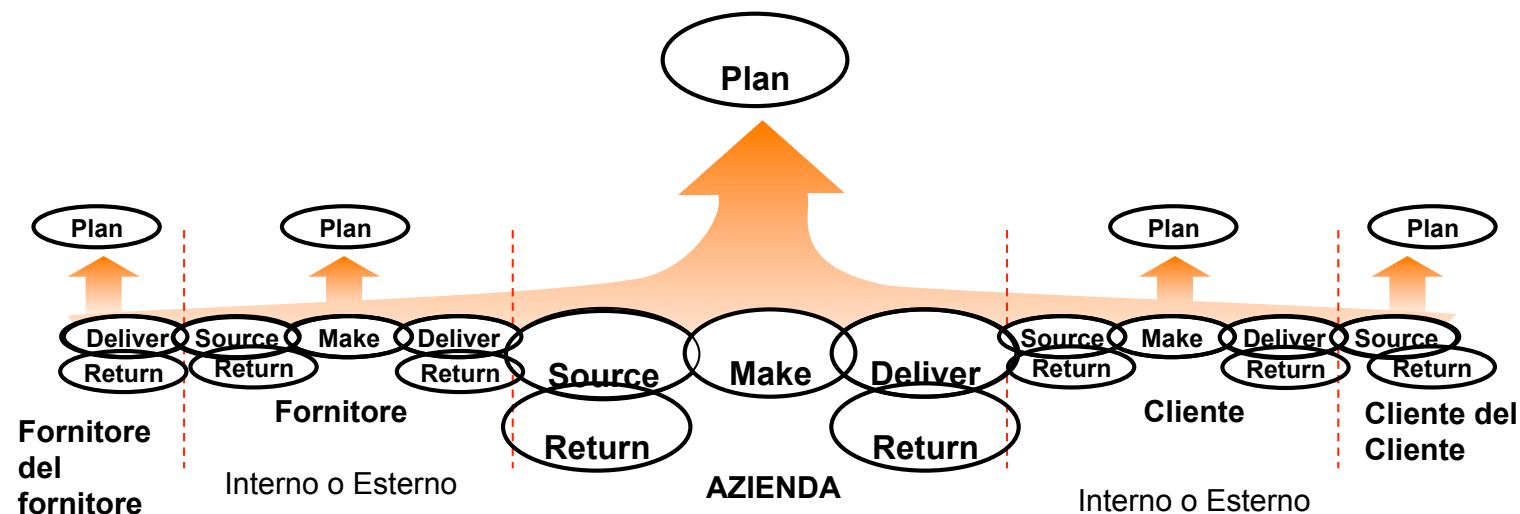 Plan
Plan
Plan
Plan
Plan
Deliver
Source
Make
Deliver
Source
Make
Deliver
Source
Make
Deliver
Source
Return
Return
Return
Return
Return
Return
Return
Return
Fornitore
del
fornitore
Fornitore
Interno o Esterno
AZIENDA
Cliente
Interno o Esterno
Cliente del
Cliente